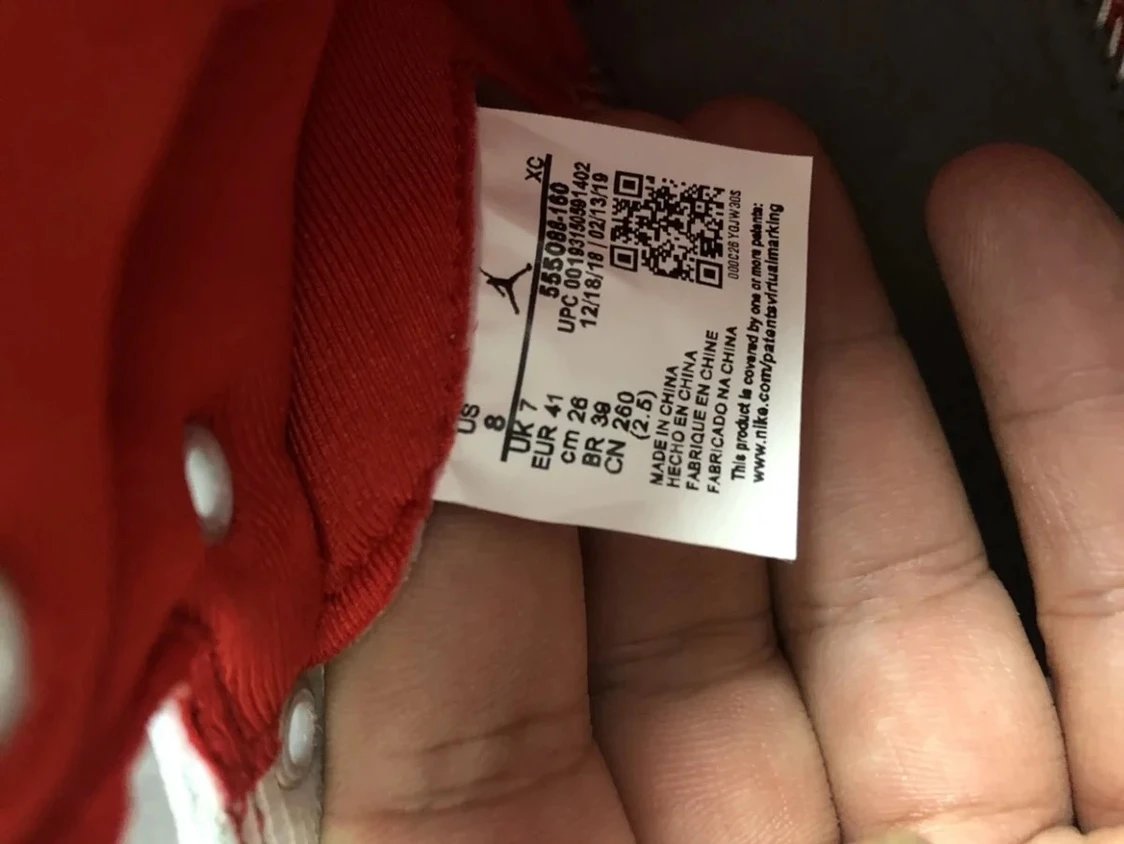 US
8
XC
UK 7
EUR 41
cm 26
BR 39
CN 260
(2.5)
555088-160
UPC 00193150591402
12/18/18 | 02/13/19
000C26 Y0JW30S
MADE IN CHINA
HECHO EN CHINA
FABRIQUE EN CHINE
FABRICADO NA CHINA
This product is covered by one or more patents:
www.nike.com/patentsvirtualmarking